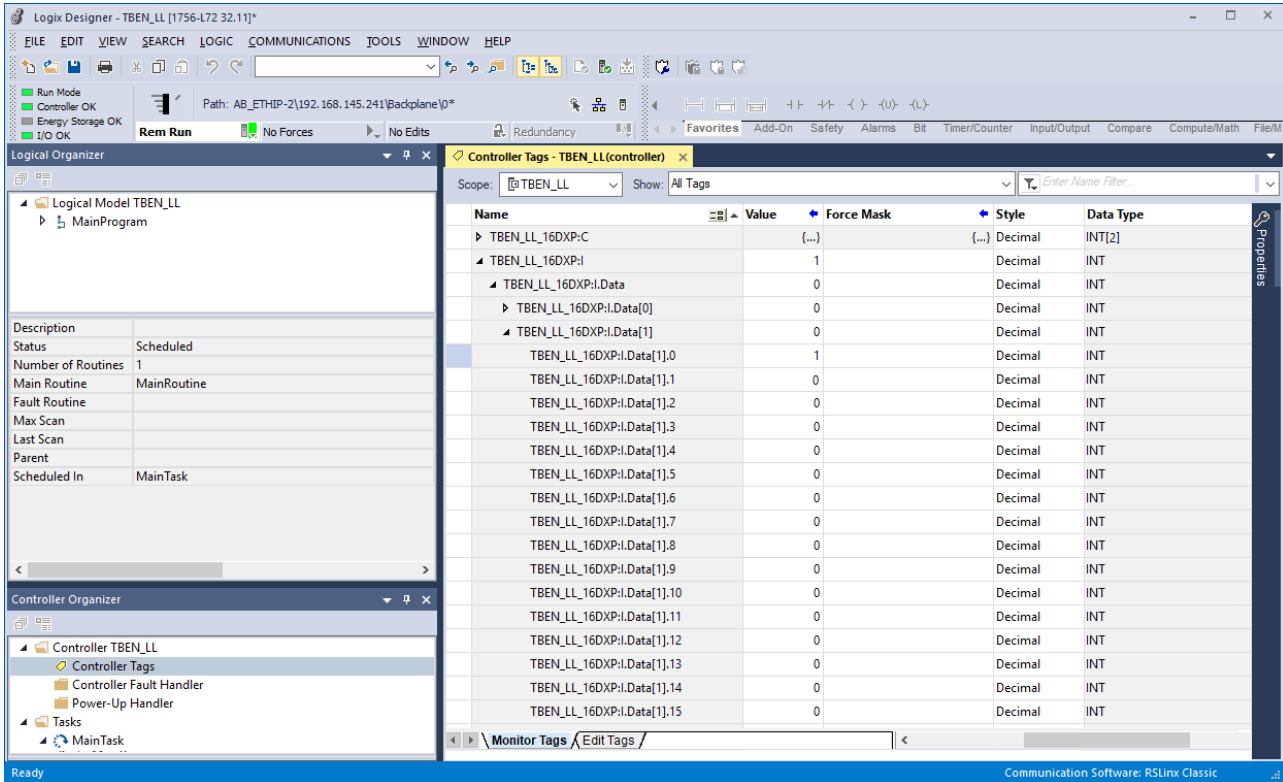 Logix Designer - TBEN_LL [1756-L72 32.11]*
FILE EDIT VIEW SEARCH LOGIC COMMUNICATIONS TOOLS WINDOW HELP
Run Mode
Controller OK
Energy Storage OK
I/O OK
Path: AB_ETHIP-2\192.168.145.241\Backplane\0*
Rem Run No Forces No Edits Redundancy
Favorites Add-On Safety Alarms Bit Timer/Counter Input/Output Compare Compute/Math File/M
Logical Organizer
Logical Model TBEN_LL
MainProgram
Description
Status Scheduled
Number of Routines 1
Main Routine MainRoutine
Fault Routine
Max Scan
Last Scan
Parent
Scheduled In MainTask
Controller Organizer
Controller TBEN_LL
Controller Tags
Controller Fault Handler
Power-Up Handler
Tasks
MainTask
Controller Tags - TBEN_LL(controller)
Scope: TBEN_LL Show: All Tags Enter Name Filter...
Name Value Force Mask Style Data Type
TBEN_LL_16DXP:C {...} {...} Decimal INT[2]
TBEN_LL_16DXP:I 1 Decimal INT
TBEN_LL_16DXP:I.Data 0 Decimal INT
TBEN_LL_16DXP:I.Data[0] 0 Decimal INT
TBEN_LL_16DXP:I.Data[1] 0 Decimal INT
TBEN_LL_16DXP:I.Data[1].0 1 Decimal INT
TBEN_LL_16DXP:I.Data[1].1 0 Decimal INT
TBEN_LL_16DXP:I.Data[1].2 0 Decimal INT
TBEN_LL_16DXP:I.Data[1].3 0 Decimal INT
TBEN_LL_16DXP:I.Data[1].4 0 Decimal INT
TBEN_LL_16DXP:I.Data[1].5 0 Decimal INT
TBEN_LL_16DXP:I.Data[1].6 0 Decimal INT
TBEN_LL_16DXP:I.Data[1].7 0 Decimal INT
TBEN_LL_16DXP:I.Data[1].8 0 Decimal INT
TBEN_LL_16DXP:I.Data[1].9 0 Decimal INT
TBEN_LL_16DXP:I.Data[1].10 0 Decimal INT
TBEN_LL_16DXP:I.Data[1].11 0 Decimal INT
TBEN_LL_16DXP:I.Data[1].12 0 Decimal INT
TBEN_LL_16DXP:I.Data[1].13 0 Decimal INT
TBEN_LL_16DXP:I.Data[1].14 0 Decimal INT
TBEN_LL_16DXP:I.Data[1].15 0 Decimal INT
Monitor Tags Edit Tags
Properties
Ready Communication Software: RSLinx Classic